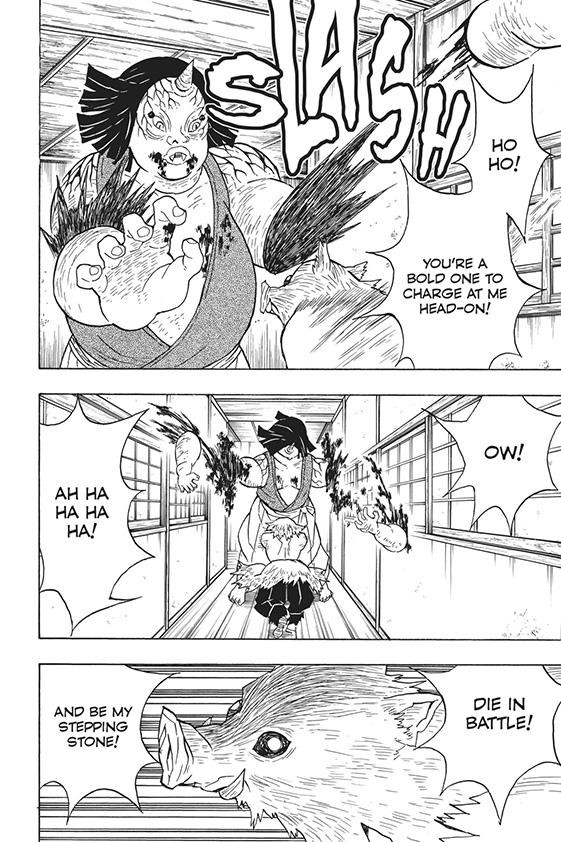 SLASH
HO
HO!
YOU'RE A
BOLD ONE TO
CHARGE AT ME
HEAD-ON!
OW!
AH HA
HA HA
HA!
DIE IN
BATTLE!
AND BE MY
STEPPING
STONE!